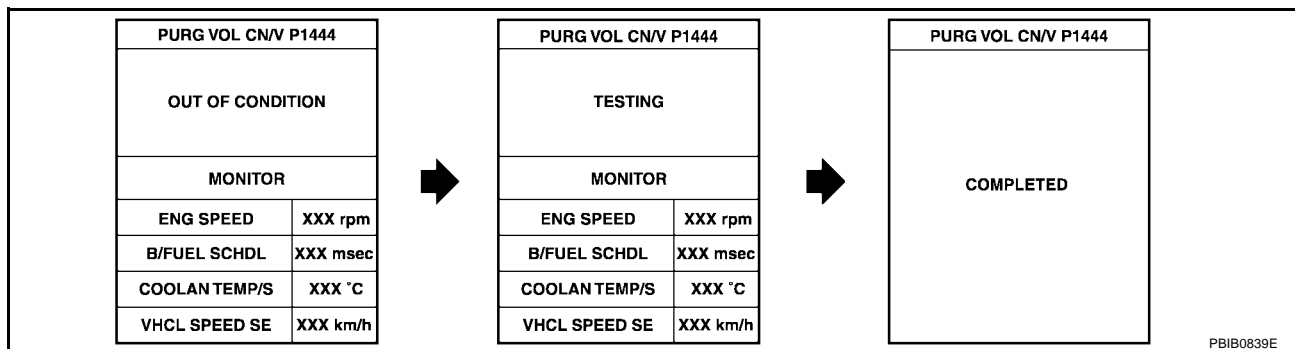 PURG VOL CN/V P1444
OUT OF CONDITION
MONITOR
ENG SPEED XXX rpm
B/FUEL SCHDL XXX msec
COOLAN TEMP/S XXX °C
VHCL SPEED SE XXX km/h
PURG VOL CN/V P1444
TESTING
MONITOR
ENG SPEED XXX rpm
B/FUEL SCHDL XXX msec
COOLAN TEMP/S XXX °C
VHCL SPEED SE XXX km/h
PURG VOL CN/V P1444
COMPLETED
PBIB0839E